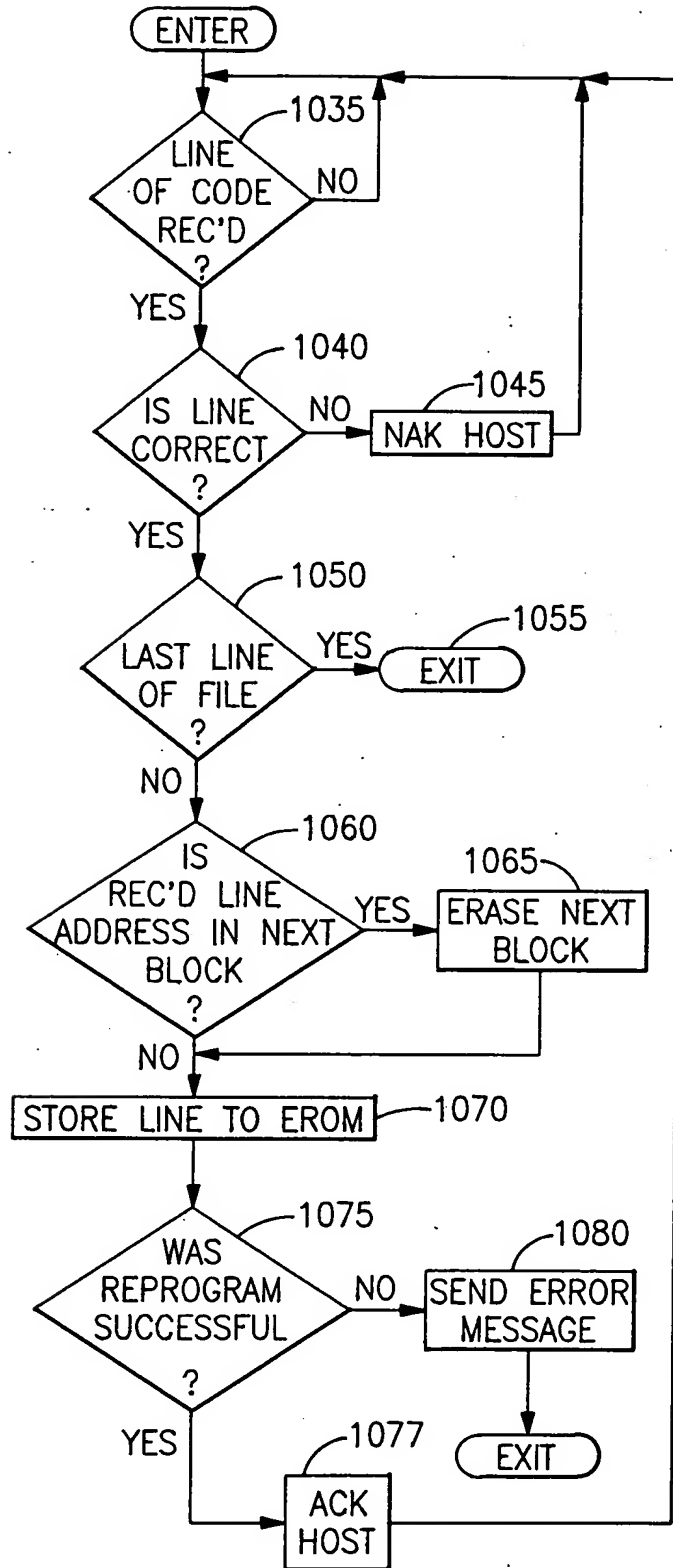 ENTER
1035
LINE
OF CODE
REC'D
?
NO
YES
1040
IS LINE
CORRECT
?
NO
1045
NAK HOST
YES
1050
LAST LINE
OF FILE
?
YES
1055
EXIT
NO
1060
IS
REC'D LINE
ADDRESS IN NEXT
BLOCK
?
YES
1065
ERASE NEXT
BLOCK
NO
STORE LINE TO EROM
1070
1075
WAS
REPROGRAM
SUCCESSFUL
?
NO
1080
SEND ERROR
MESSAGE
EXIT
YES
1077
ACK
HOST